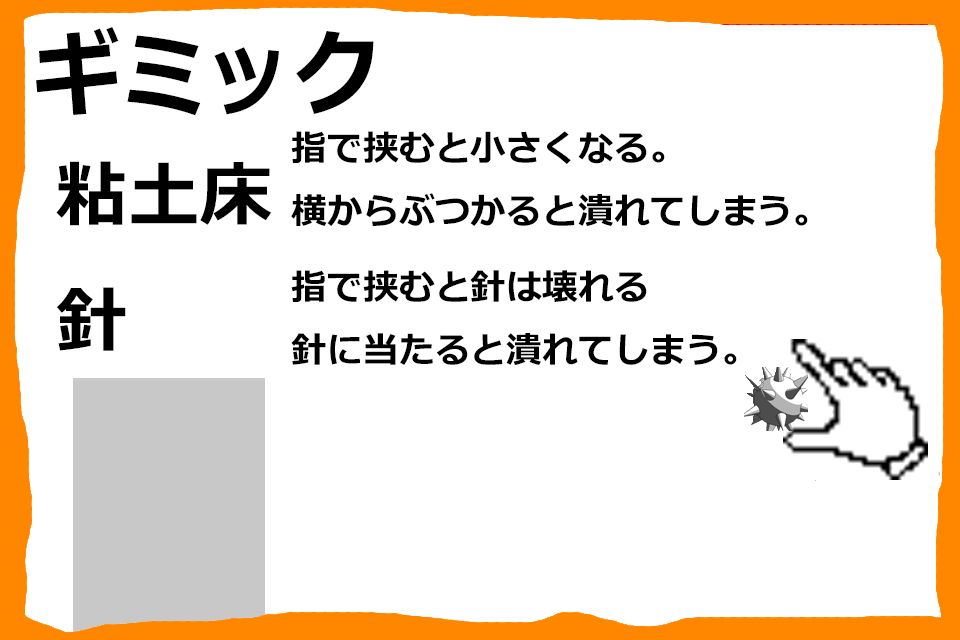 ギミック
粘土床
指で挟むと小さくなる。
横からぶつかると潰れてしまう。
針
指で挟むと針は壊れる
針に当たると潰れてしまう。